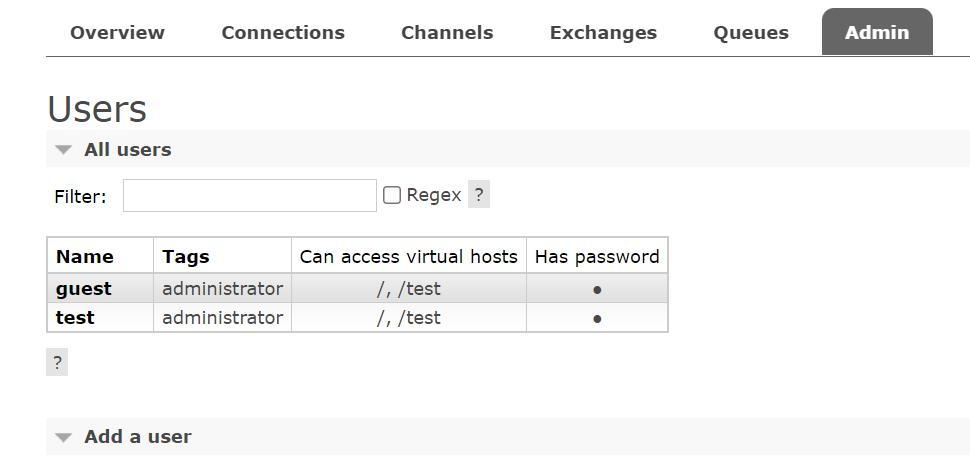 Overview Connections Channels Exchanges Queues Admin
Users
All users
Filter: Regex ?
Name Tags Can access virtual hosts Has password
guest administrator /, /test ●
test administrator /, /test ●
?
Add a user